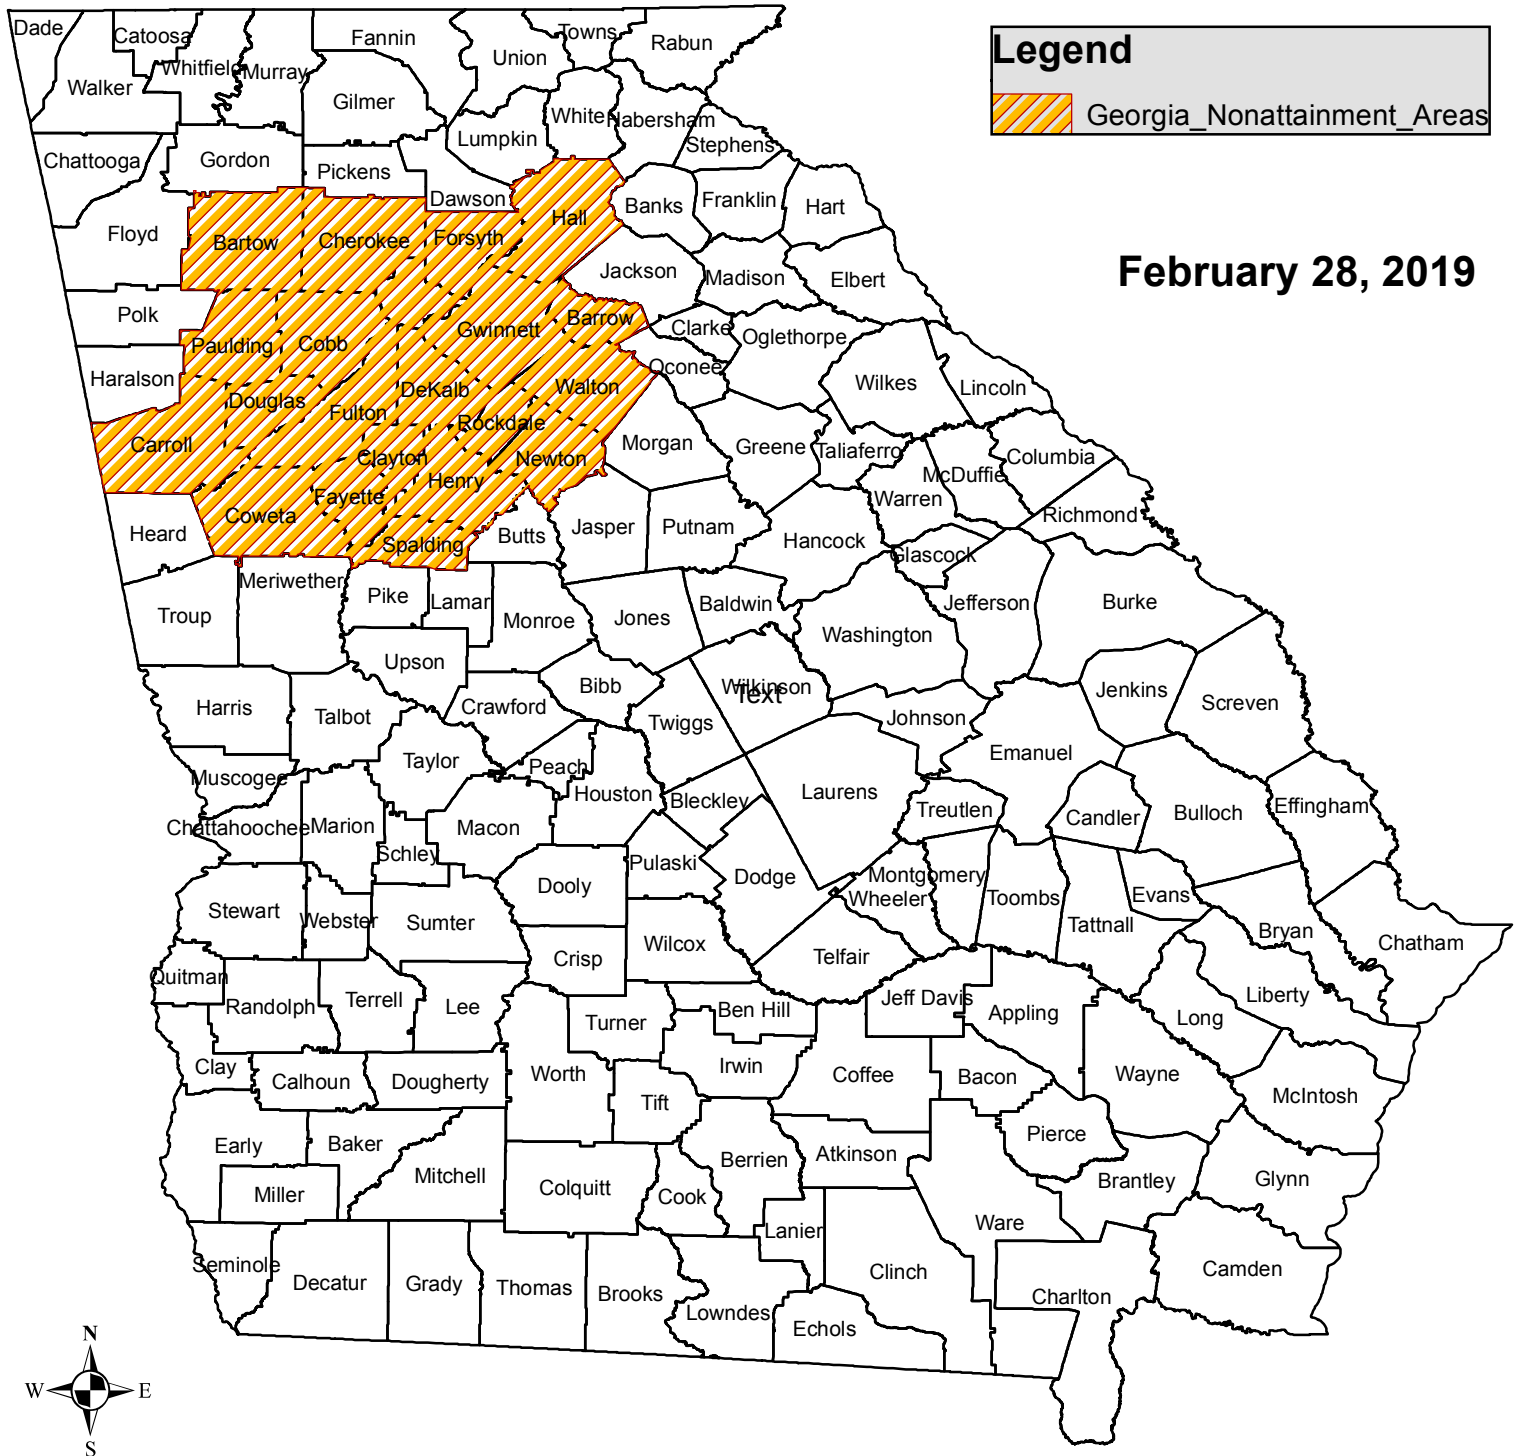 Legend
Georgia_Nonattainment_Areas
February 28, 2019
Dade
Catoosa
Whitfield
Murray
Fannin
Union
Towns
Rabun
Walker
Gilmer
White
Habersham
Lumpkin
Stephens
Chattooga
Gordon
Pickens
Dawson
Hall
Banks
Franklin
Hart
Floyd
Bartow
Cherokee
Forsyth
Jackson
Madison
Elbert
Polk
Paulding
Cobb
Gwinnett
Barrow
Clarke
Oglethorpe
Haralson
Douglas
Fulton
DeKalb
Walton
Oconee
Wilkes
Lincoln
Carroll
Clayton
Rockdale
Newton
Morgan
Greene
Taliaferro
McDuffie
Columbia
Warren
Heard
Coweta
Fayette
Henry
Spalding
Butts
Jasper
Putnam
Hancock
Glascock
Richmond
Troup
Meriwether
Pike
Lamar
Monroe
Jones
Baldwin
Washington
Jefferson
Burke
Upson
Harris
Talbot
Crawford
Bibb
Twiggs
Wilkinson
Text
Johnson
Jenkins
Screven
Emanuel
Muscogee
Taylor
Peach
Houston
Bleckley
Laurens
Treutlen
Candler
Bulloch
Effingham
Chattahoochee
Marion
Schley
Macon
Dooly
Pulaski
Dodge
Wheeler
Montgomery
Toombs
Tattnall
Evans
Bryan
Chatham
Stewart
Webster
Sumter
Crisp
Wilcox
Telfair
Quitman
Randolph
Terrell
Lee
Turner
Ben Hill
Jeff Davis
Appling
Long
Liberty
Clay
Calhoun
Dougherty
Worth
Tift
Irwin
Coffee
Bacon
Wayne
McIntosh
Early
Baker
Miller
Mitchell
Colquitt
Cook
Berrien
Atkinson
Pierce
Brantley
Glynn
Lanier
Ware
Seminole
Decatur
Grady
Thomas
Brooks
Lowndes
Echols
Clinch
Charlton
Camden
N
W
E
S